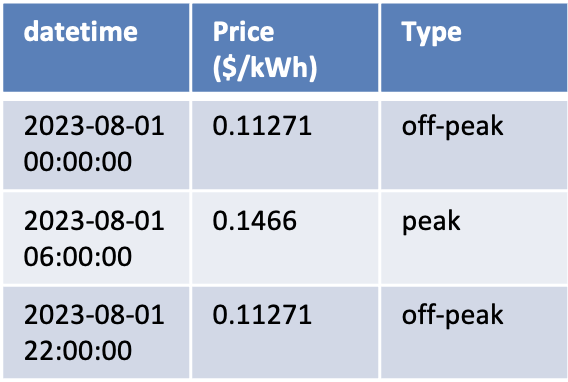 datetime
Price
($/kWh)
Type
2023-08-01
00:00:00
0.11271
off-peak
2023-08-01
06:00:00
0.1466
peak
2023-08-01
22:00:00
0.11271
off-peak